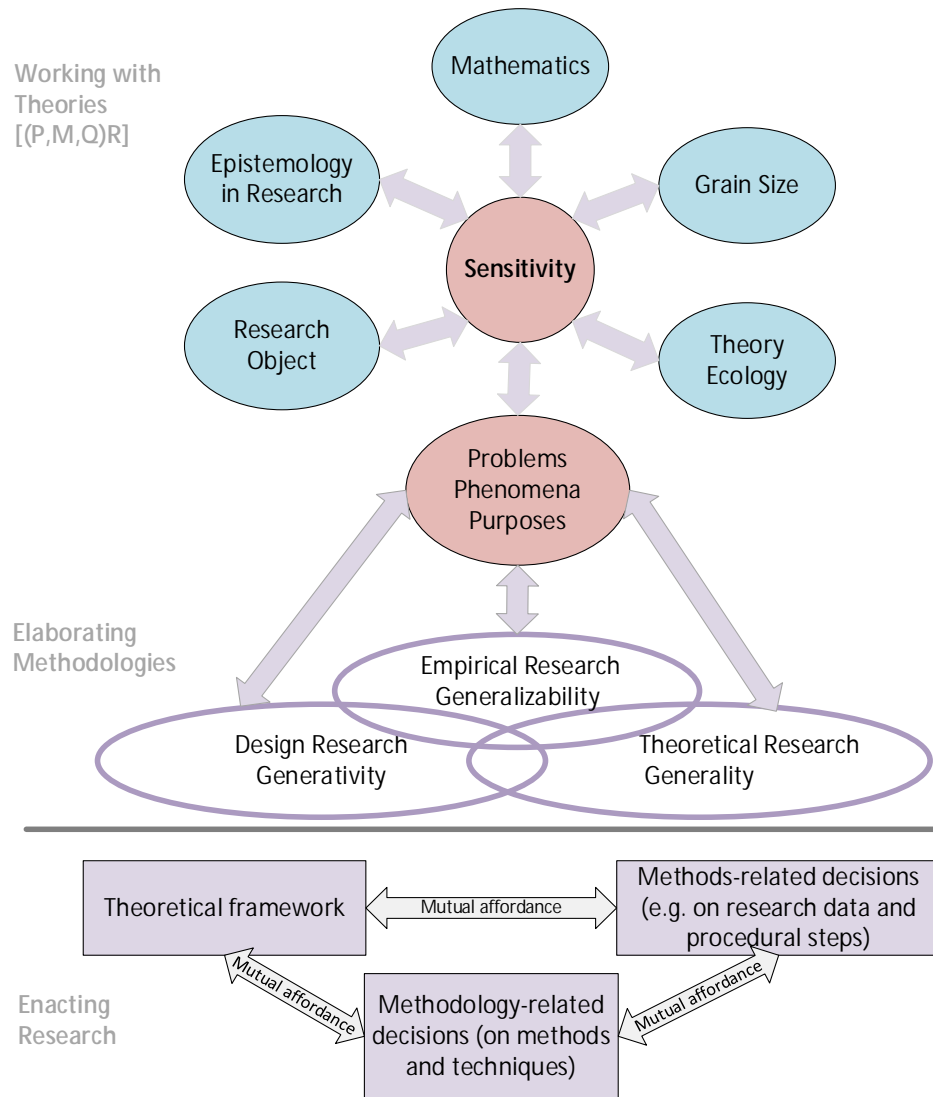 Working with
Theories
[(P,M,Q)R]
Mathematics
Epistemology
in Research
Grain Size
Sensitivity
Research
Object
Theory
Ecology
Problems
Phenomena
Purposes
Elaborating
Methodologies
Empirical Research
Generalizability
Design Research
Generativity
Theoretical Research
Generality
Theoretical framework
Mutual affordance
Methods-related decisions
(e.g. on research data and
procedural steps)
Mutual affordance
Mutual affordance
Enacting
Research
Methodology-related
decisions (on methods
and techniques)